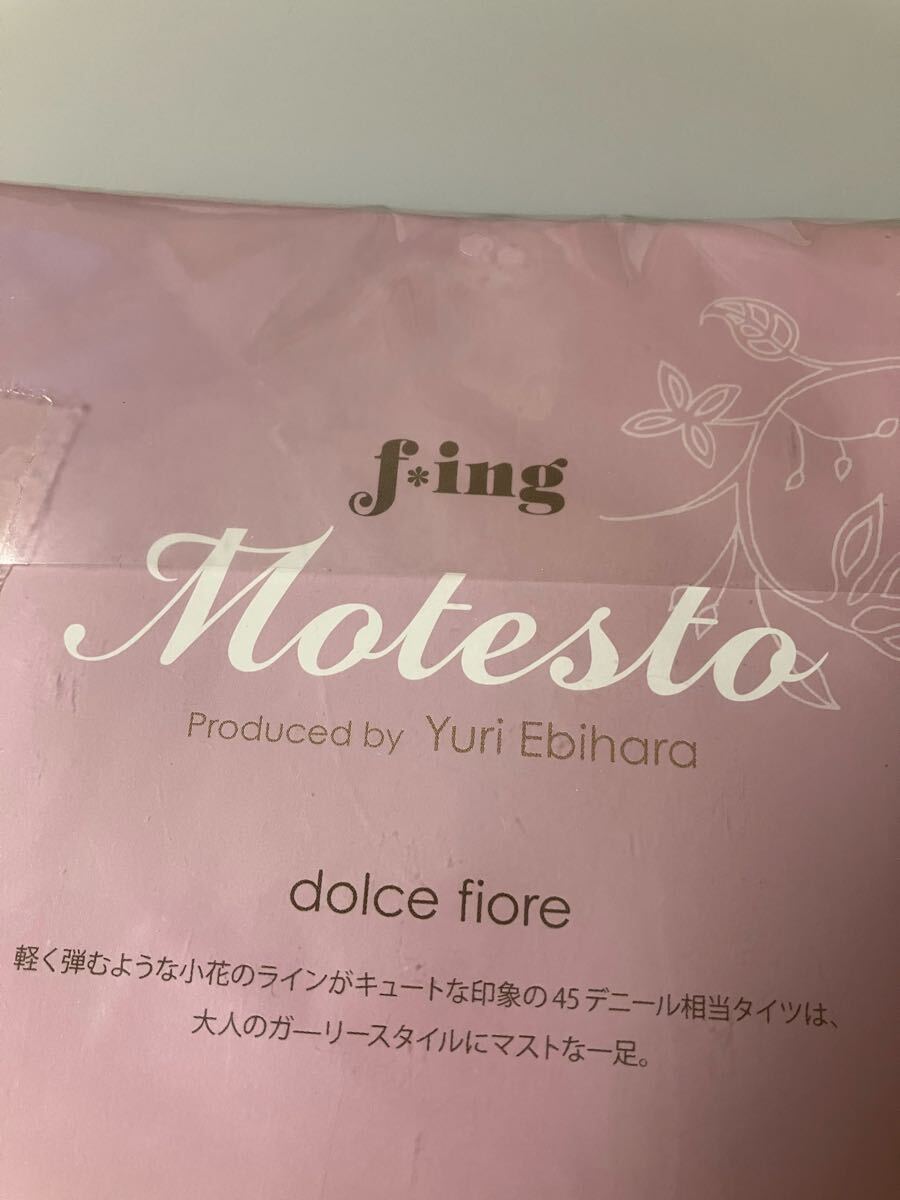 f*ing
Motesto
Produced by Yuri Ebihara
dolce fiore
軽く弾むような小花のラインがキュートな印象の45デニール相当タイツは、
大人のガ―リースタイルにマストな一足。